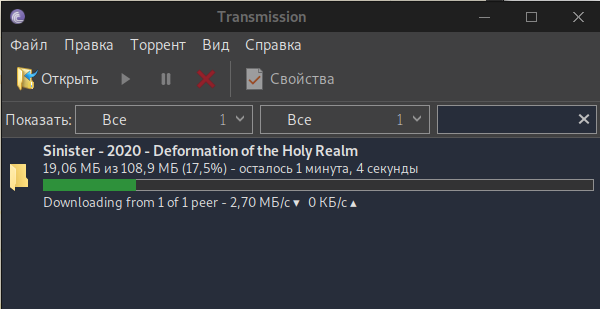 Transmission
Файл Правка Торрент Вид Справка
Открыть Свойства
Показать: Все 1 Все 1
Sinister - 2020 - Deformation of the Holy Realm
19,06 МБ из 108,9 МБ (17,5%) - осталось 1 минута, 4 секунды
Downloading from 1 of 1 peer - 2,70 МБ/с ▾ 0 КБ/с ▴